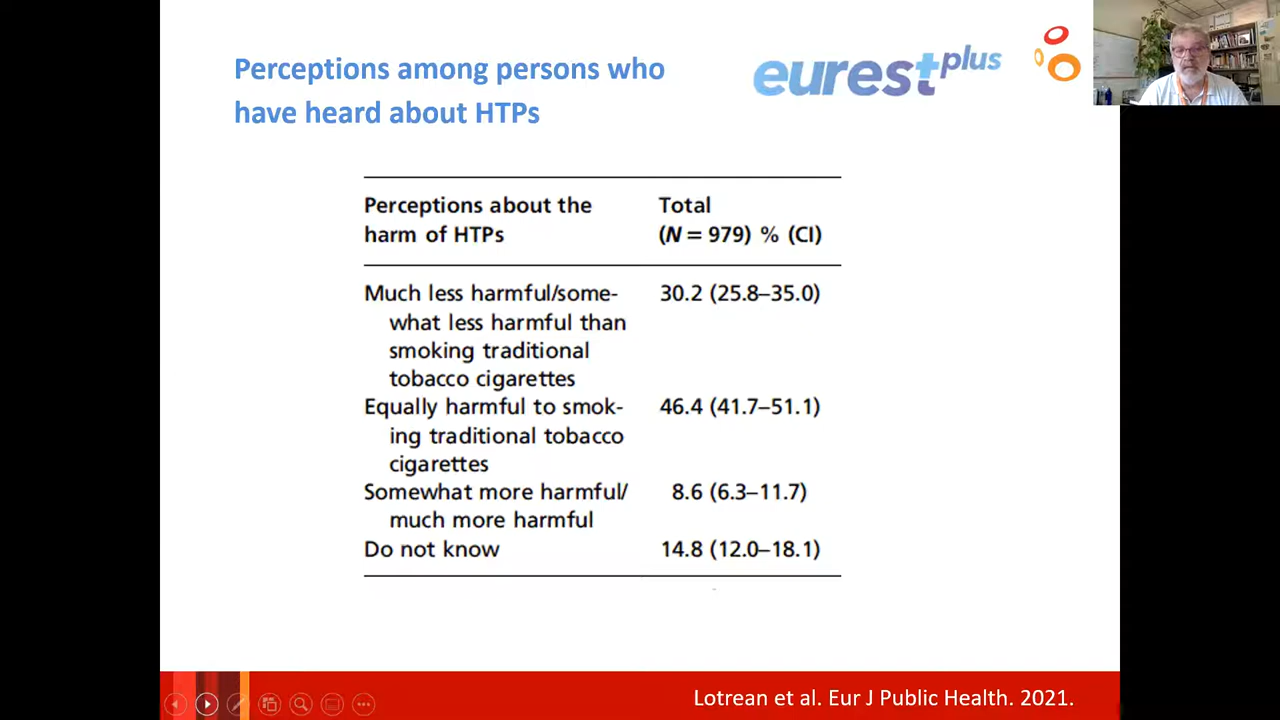 Perceptions among persons who
have heard about HTPs
eurest+plus
Perceptions about the
harm of HTPs
Total
(N = 979) % (CI)
Much less harmful/some-
what less harmful than
smoking traditional
tobacco cigarettes
30.2 (25.8–35.0)
Equally harmful to smok-
ing traditional tobacco
cigarettes
46.4 (41.7–51.1)
Somewhat more harmful/
much more harmful
8.6 (6.3–11.7)
Do not know
14.8 (12.0–18.1)
Lotrean et al. Eur J Public Health. 2021.